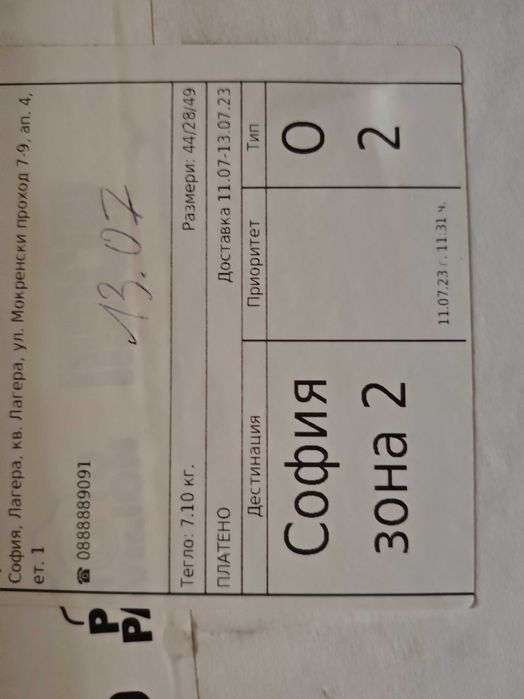 София, Лагера, кв. Лагера, ул. Мокренски проход 7-9, ап. 4,
ет. 1
☎ 0888889091
13.07
Тегло: 7.10 кг. Размери: 44/28/49
ПЛАТЕНО Доставка 11.07-13.07.23
Дестинация Приоритет Тип
София О
зона 2 2
11.07.23 г. 11:31 ч.